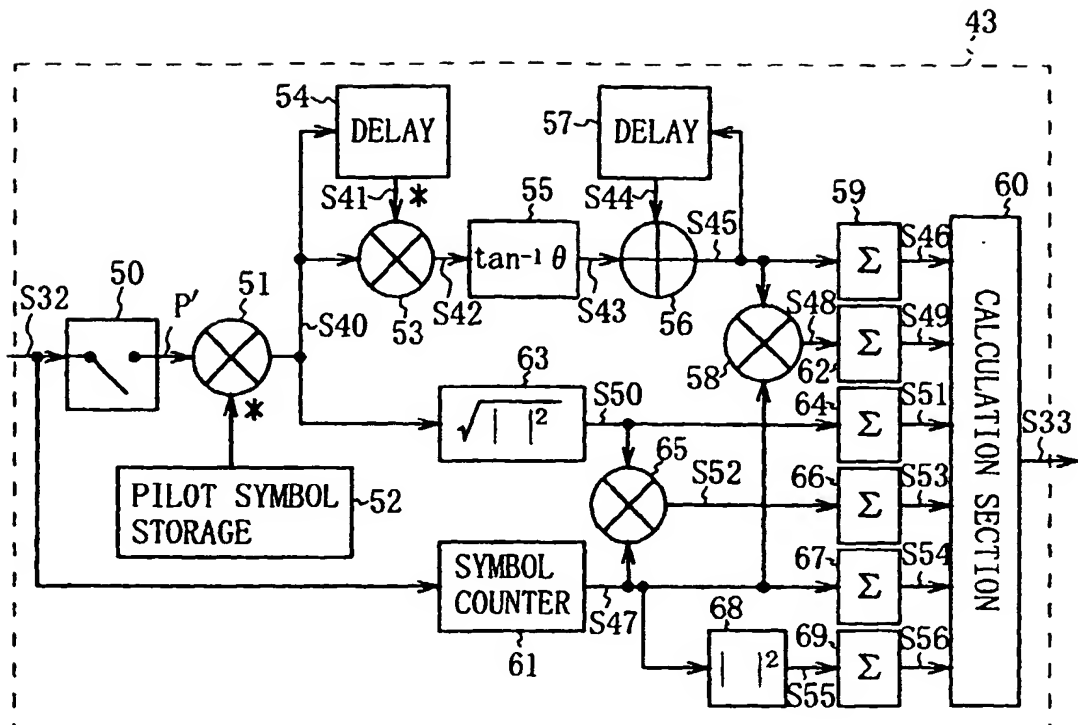 43
54
DELAY
57
DELAY
S41
*
S44
55
59
60
S32
50
P'
51
S40
53
S42
tan⁻¹ θ
S43
56
S45
Σ
S46
58
S48
62
Σ
S49
*
63
√| |²
S50
64
Σ
S51
65
S52
66
Σ
S53
CALCULATION SECTION
S33
PILOT SYMBOL
STORAGE
52
SYMBOL
COUNTER
61
S47
67
Σ
S54
68
| |²
S55
69
Σ
S56